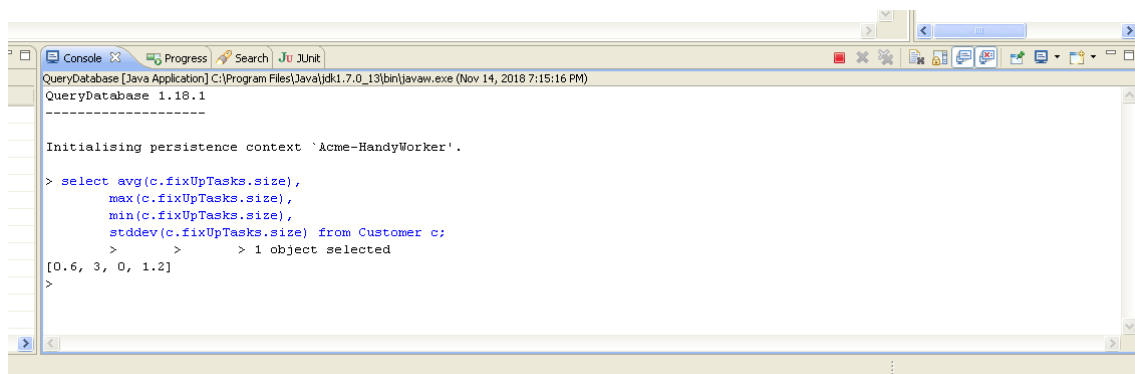 Console Progress Search Ju JUnit
QueryDatabase [Java Application] C:\Program Files\Java\jdk1.7.0_13\bin\javaw.exe (Nov 14, 2018 7:15:16 PM)
QueryDatabase 1.18.1
--------------------
Initialising persistence context `Acme-HandyWorker'.
> select avg(c.fixUpTasks.size),
max(c.fixUpTasks.size),
min(c.fixUpTasks.size),
stddev(c.fixUpTasks.size) from Customer c;
> > > 1 object selected
[0.6, 3, 0, 1.2]
>